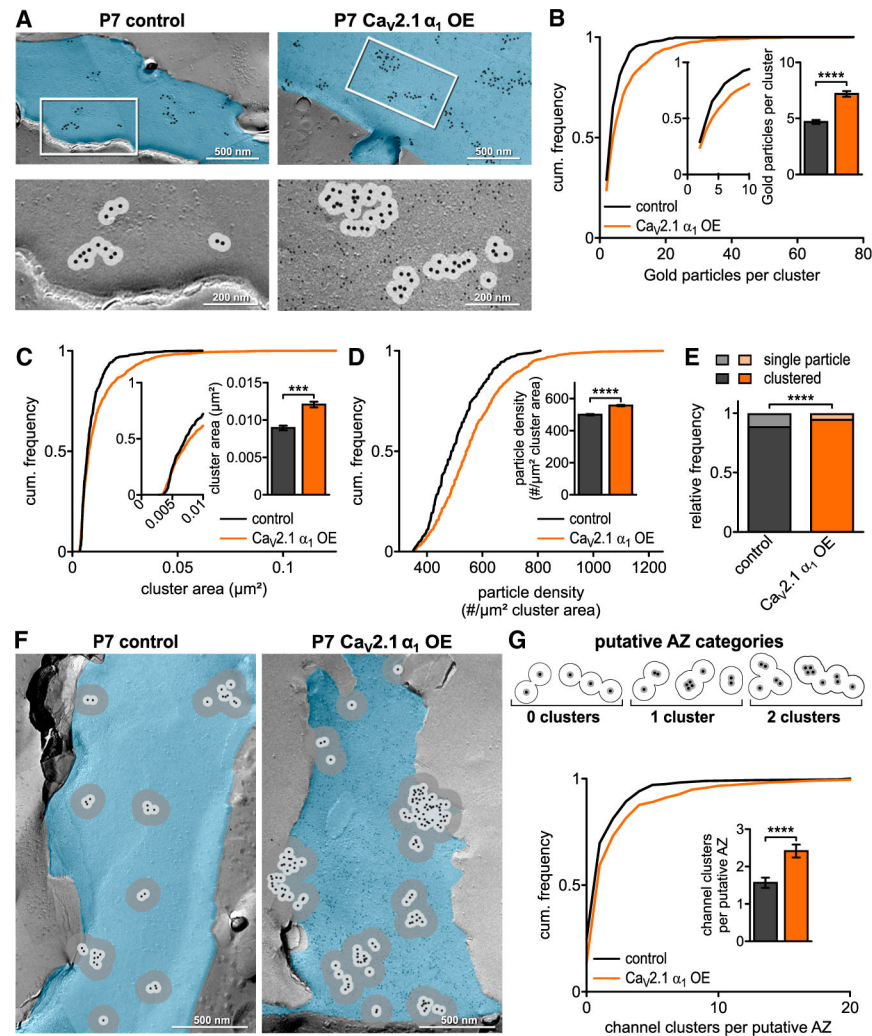 A
P7 control
P7 CaV2.1 α1 OE
500 nm
500 nm
200 nm
200 nm
B
cum. frequency
1
0.5
0
0
20
40
60
80
Gold particles per cluster
control
CaV2.1 α1 OE
1
0.5
0
0
5
10
Gold particles per cluster
10
5
0
****
C
cum. frequency
1
0.5
0
0
0.05
0.1
cluster area (µm²)
control
CaV2.1 α1 OE
1
0.5
0
0
0.005
0.01
cluster area (µm²)
0.015
0.010
0.005
0.000
***
D
cum. frequency
1
0.5
0
400
600
800
1000
1200
particle density
(#/µm² cluster area)
control
CaV2.1 α1 OE
particle density
(#/µm² cluster area)
600
400
200
0
****
E
single particle
clustered
relative frequency
1
0.5
0
****
control
CaV2.1 α1 OE
F
P7 control
P7 CaV2.1 α1 OE
500 nm
500 nm
G
putative AZ categories
0 clusters
1 cluster
2 clusters
cum. frequency
1
0.5
0
0
10
20
channel clusters per putative AZ
control
CaV2.1 α1 OE
channel clusters
per putative AZ
3
2
1
0
****